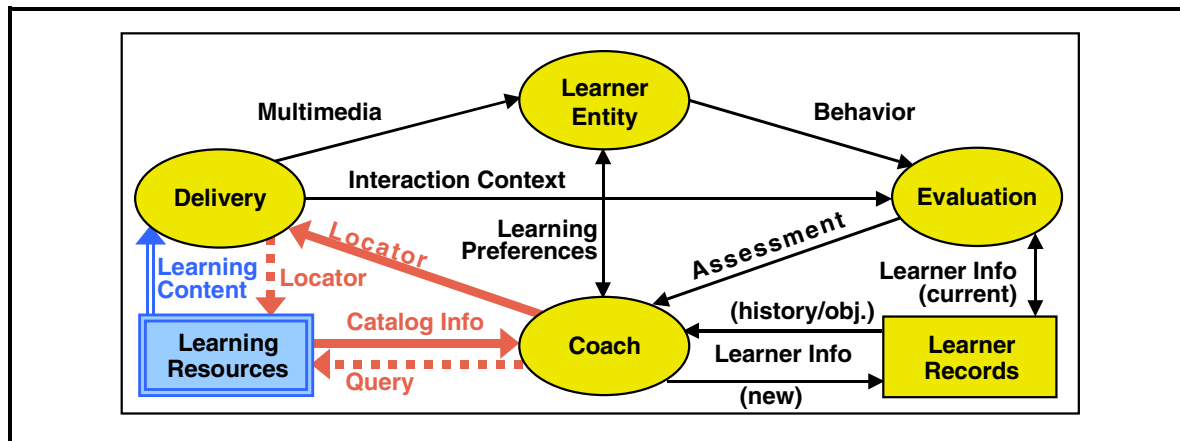 Learner
Entity
Multimedia
Behavior
Delivery
Interaction Context
Evaluation
Learning
Preferences
Locator
Assessment
Learning
Content
Locator
Learner Info
(current)
Learning
Resources
Catalog Info
Query
Coach
(history/obj.)
Learner Info
(new)
Learner
Records